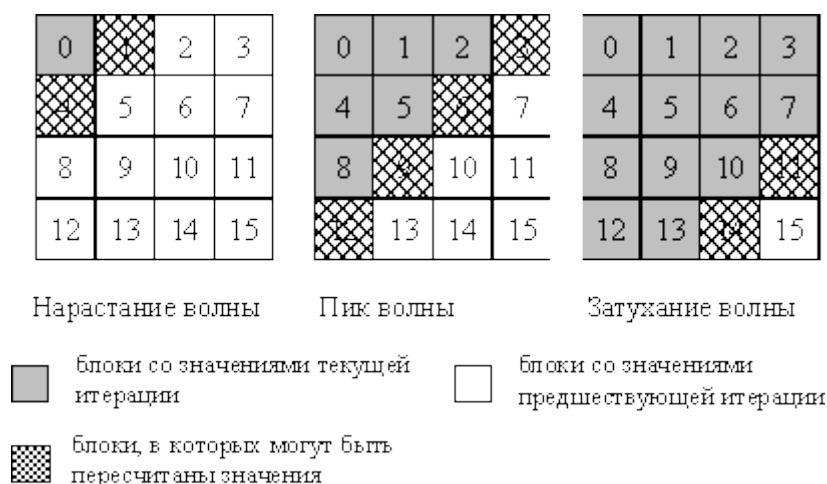 0 1 2 3 0 1 2 3 0 1 2 3
4 5 6 7 4 5 6 7 4 5 6 7
8 9 10 11 8 9 10 11 8 9 10 11
12 13 14 15 12 13 14 15 12 13 14 15
Нарастание волны Пик волны Затухание волны
блоки со значениями текущей
итерации
блоки со значениями
предшествующей итерации
блоки, в которых могут быть
пересчитаны значения